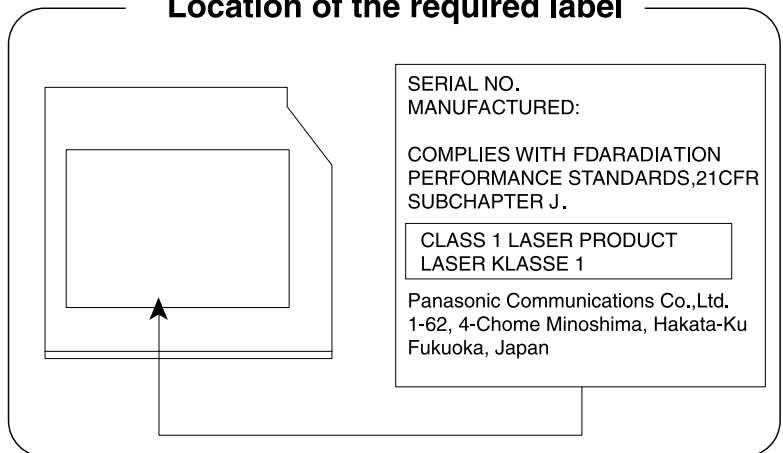 Location of the required label
SERIAL NO.
MANUFACTURED:
COMPLIES WITH FDARADIATION
PERFORMANCE STANDARDS,21CFR
SUBCHAPTER J.
CLASS 1 LASER PRODUCT
LASER KLASSE 1
Panasonic Communications Co.,Ltd.
1-62, 4-Chome Minoshima, Hakata-Ku
Fukuoka, Japan